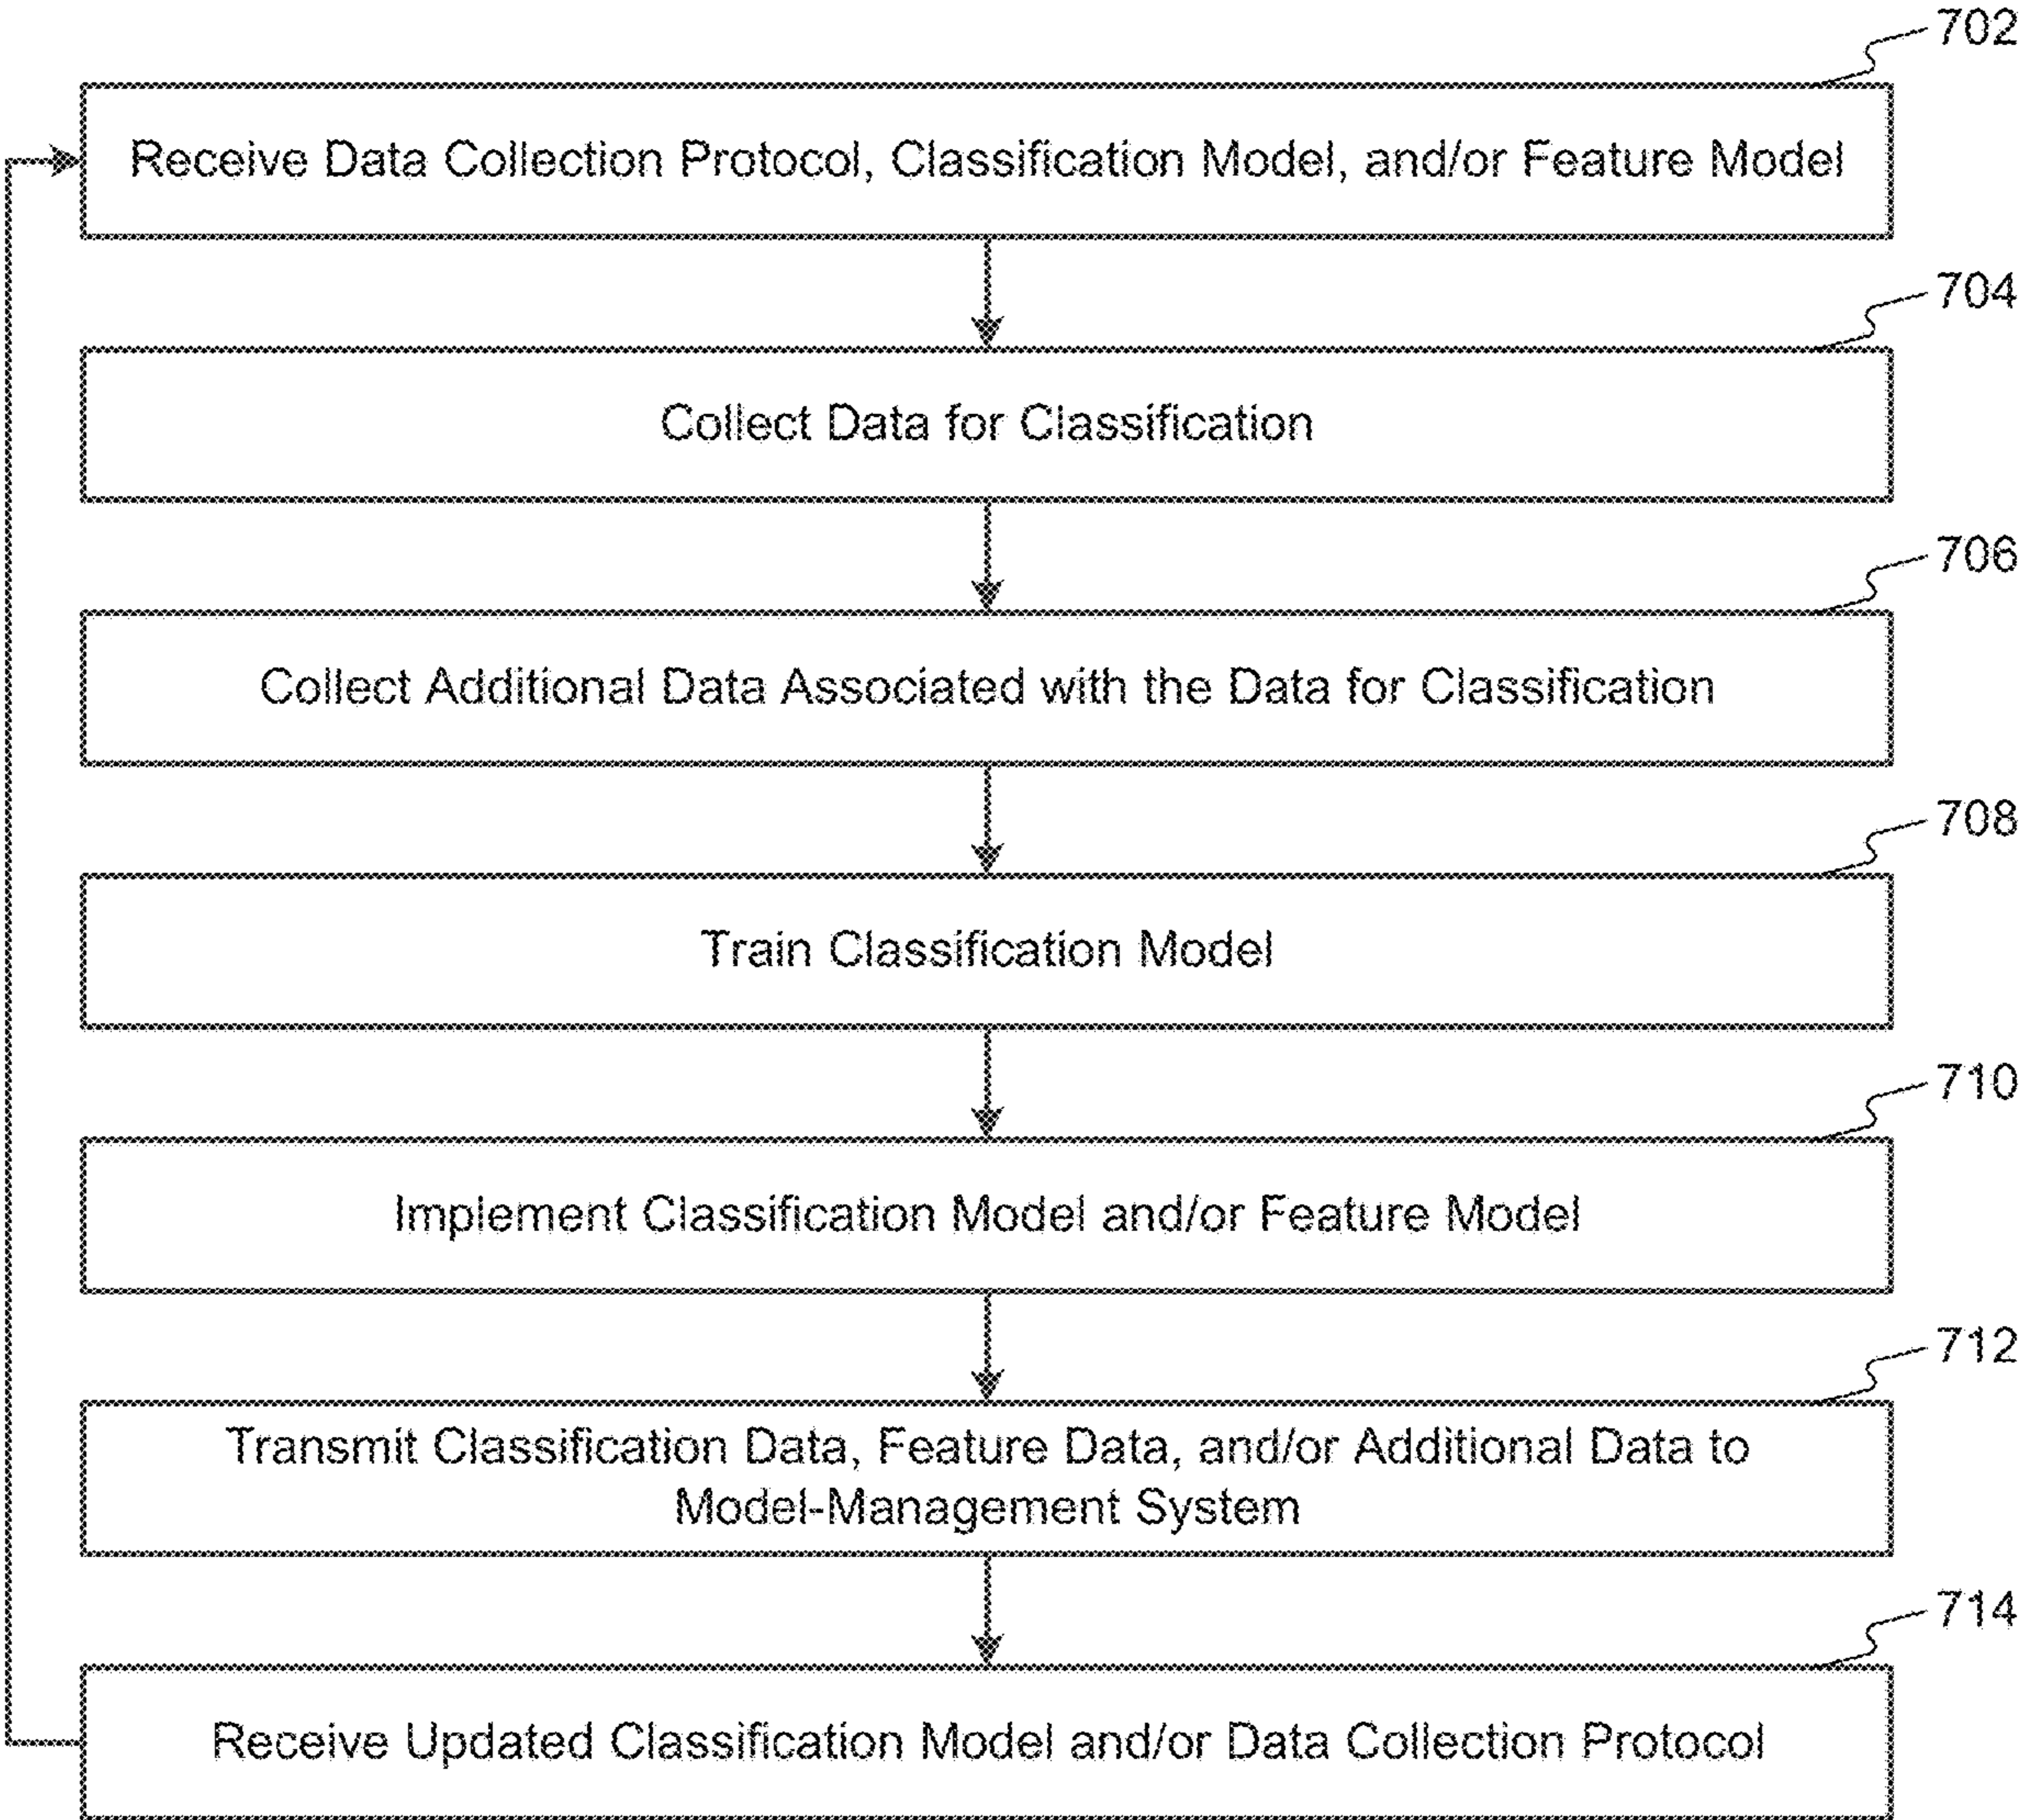 702
Receive Data Collection Protocol, Classification Model, and/or Feature Model
704
Collect Data for Classification
706
Collect Additional Data Associated with the Data for Classification
708
Train Classification Model
710
Implement Classification Model and/or Feature Model
712
Transmit Classification Data, Feature Data, and/or Additional Data to
Model-Management System
714
Receive Updated Classification Model and/or Data Collection Protocol